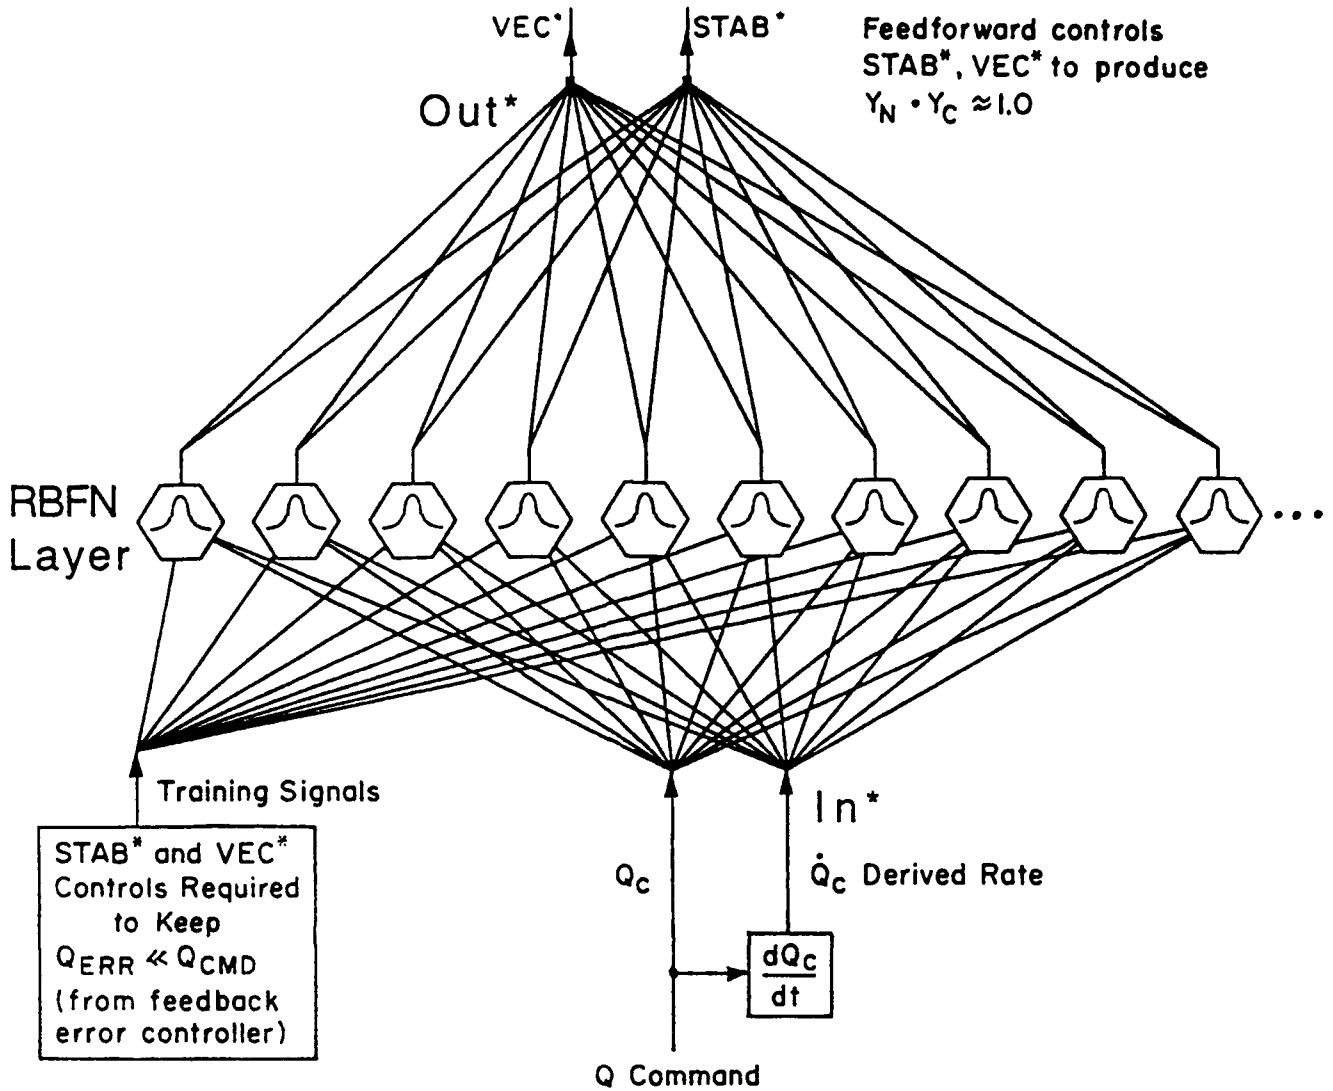 VEC*
STAB*
Feedforward controls
STAB*, VEC* to produce
Y_N • Y_C ≈ 1.0
Out*
RBFN
Layer
...
Training Signals
STAB* and VEC*
Controls Required
to Keep
Q_ERR ≪ Q_CMD
(from feedback
error controller)
In*
Q_C
Q̇_C Derived Rate
dQ_C
dt
Q Command